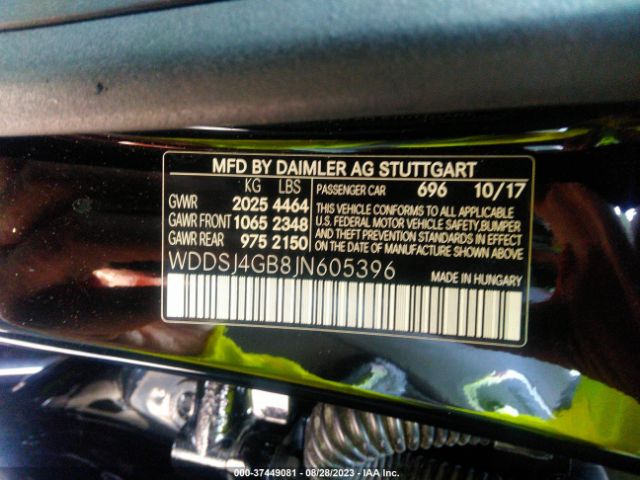 MFD BY DAIMLER AG STUTTGART
KG LBS
GVWR 2025 4464
GAWR FRONT 1065 2348
GAWR REAR 975 2150
PASSENGER CAR 696 10/17
THIS VEHICLE CONFORMS TO ALL APPLICABLE
U.S. FEDERAL MOTOR VEHICLE SAFETY, BUMPER
AND THEFT PREVENTION STANDARDS IN EFFECT
ON THE DATE OF MANUFACTURE SHOWN ABOVE.
WDDSJ4GB8JN605396
MADE IN HUNGARY
000-37449081 - 08/28/2023 - IAA Inc.